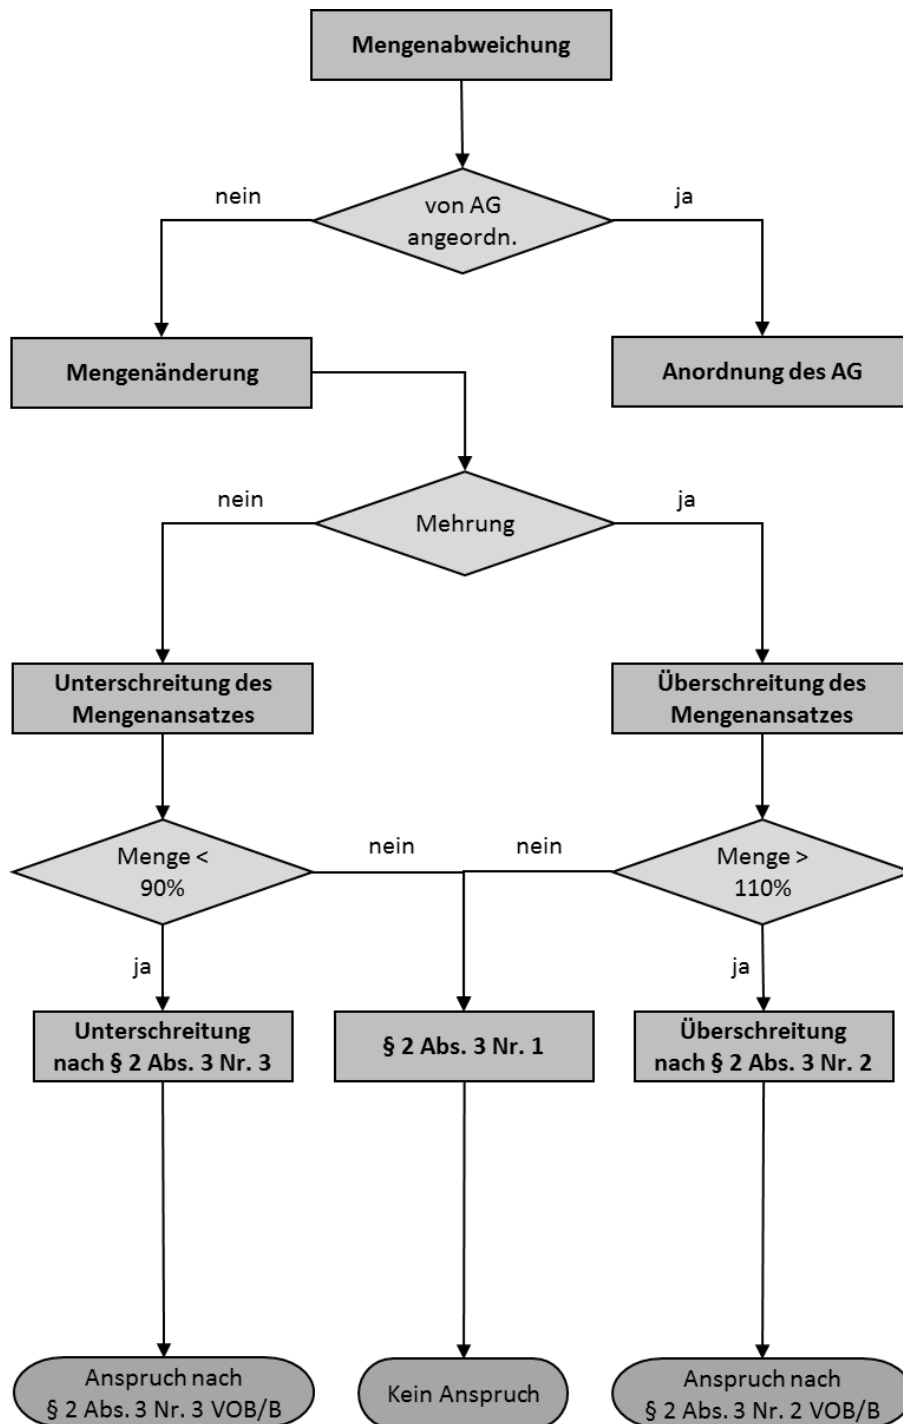 Mengenabweichung
nein
von AG
angeordn.
ja
Mengenänderung
Anordnung des AG
nein
Mehrung
ja
Unterschreitung des
Mengenansatzes
Überschreitung des
Mengenansatzes
Menge <
90%
nein
nein
Menge >
110%
ja
ja
Unterschreitung
nach § 2 Abs. 3 Nr. 3
§ 2 Abs. 3 Nr. 1
Überschreitung
nach § 2 Abs. 3 Nr. 2
Anspruch nach
§ 2 Abs. 3 Nr. 3 VOB/B
Kein Anspruch
Anspruch nach
§ 2 Abs. 3 Nr. 2 VOB/B